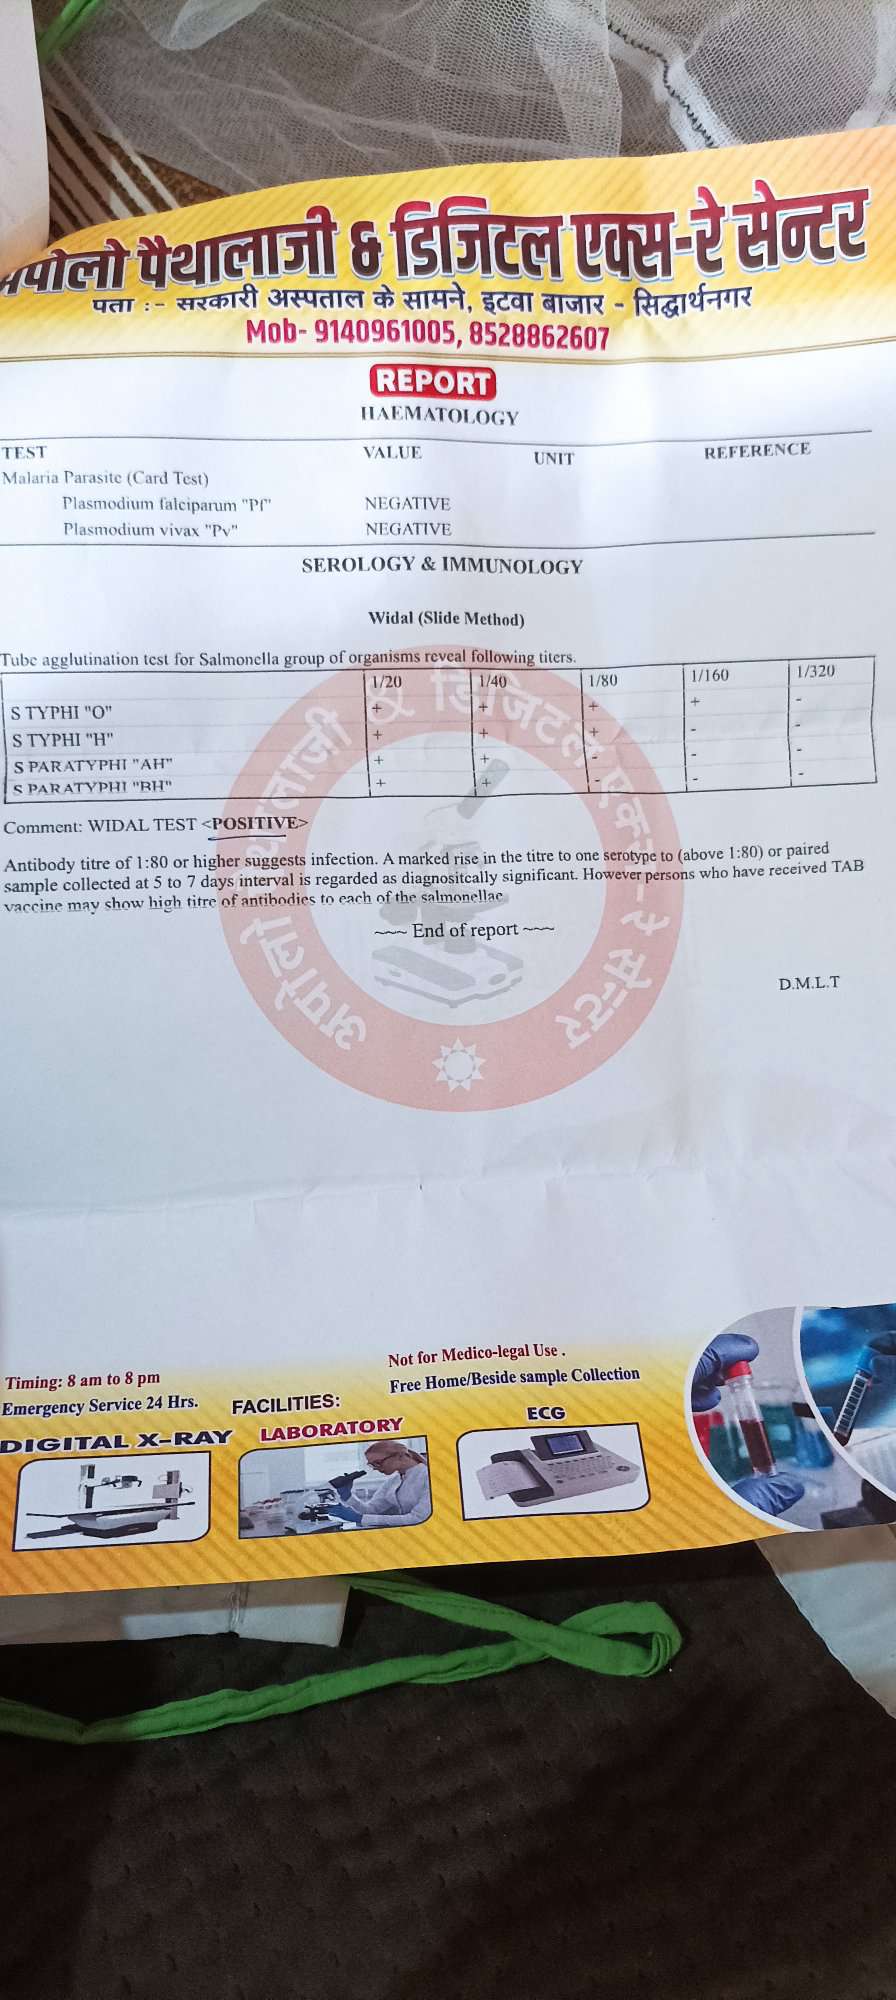 अपोलो पैथालाजी & डिजिटल एक्स-रे सेन्टर
पता :- सरकारी अस्पताल के सामने, इटवा बाजार - सिद्धार्थनगर
Mob- 9140961005, 8528862607
REPORT
HAEMATOLOGY
TEST VALUE UNIT REFERENCE
Malaria Parasite (Card Test)
Plasmodium falciparum "Pf" NEGATIVE
Plasmodium vivax "Pv" NEGATIVE
SEROLOGY & IMMUNOLOGY
Widal (Slide Method)
Tube agglutination test for Salmonella group of organisms reveal following titers.
1/20 1/40 1/80 1/160 1/320
S TYPHI "O" + + + + -
S TYPHI "H" + + + - -
S PARATYPHI "AH" + + - - -
S PARATYPHI "BH" + + - - -
Comment: WIDAL TEST <POSITIVE>
Antibody titre of 1:80 or higher suggests infection. A marked rise in the titre to one serotype to (above 1:80) or paired
sample collected at 5 to 7 days interval is regarded as diagnositcally significant. However persons who have received TAB
vaccine may show high titre of antibodies to each of the salmonellae
~~~ End of report ~~~
D.M.L.T
अपोलो पैथालाजी & डिजिटल एक्स-रे सेन्टर
Timing: 8 am to 8 pm
Emergency Service 24 Hrs.
Not for Medico-legal Use .
Free Home/Beside sample Collection
FACILITIES:
DIGITAL X-RAY LABORATORY ECG